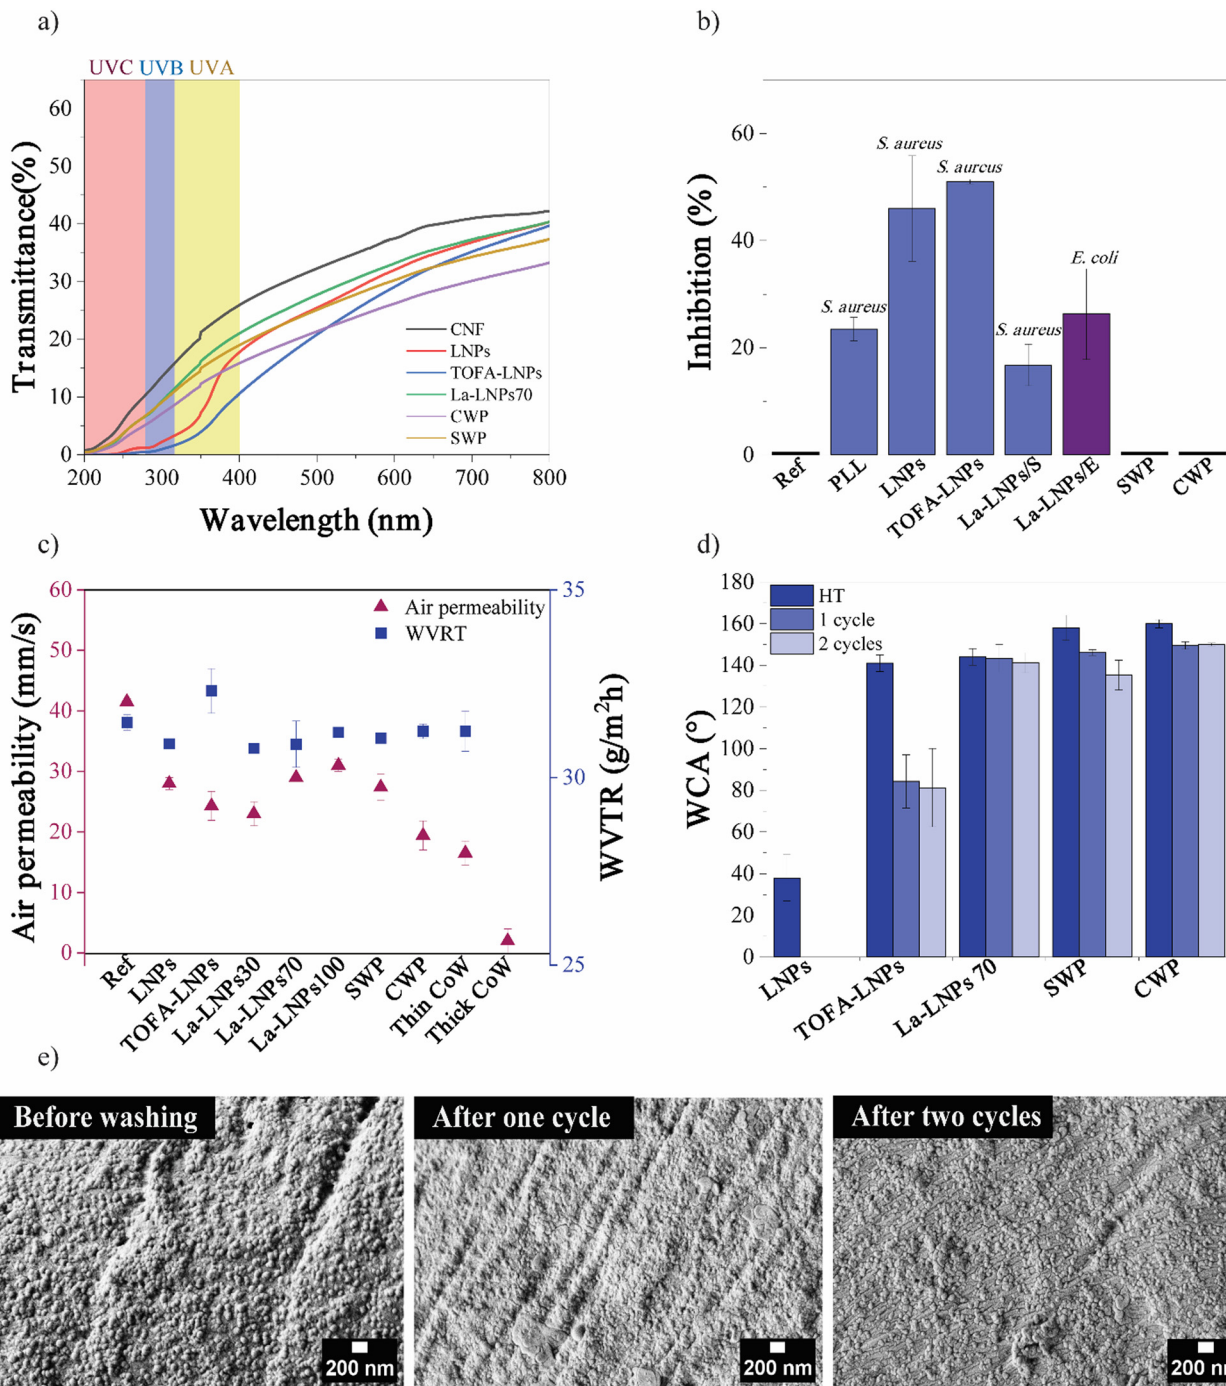 a)
UVC UVB UVA
60
50
40
30
20
10
0
Transmittance(%)
CNF
LNPs
TOFA-LNPs
La-LNPs70
CWP
SWP
200 300 400 500 600 700 800
Wavelength (nm)
b)
60
40
20
0
Inhibition (%)
S. aureus
S. aureus
S. aureus
S. aureus
E. coli
Ref PLL LNPs TOFA-LNPs La-LNPs/S La-LNPs/E SWP CWP
c)
60
50
40
30
20
10
0
Air permeability (mm/s)
Air permeability
WVRT
35
30
25
WVTR (g/m²h)
Ref LNPs TOFA-LNPs La-LNPs30 La-LNPs70 La-LNPs100 SWP CWP Thin CoW Thick CoW
d)
180
160
140
120
100
80
60
40
20
0
WCA (°)
HT
1 cycle
2 cycles
LNPs TOFA-LNPs La-LNPs 70 SWP CWP
e)
Before washing
200 nm
After one cycle
200 nm
After two cycles
200 nm